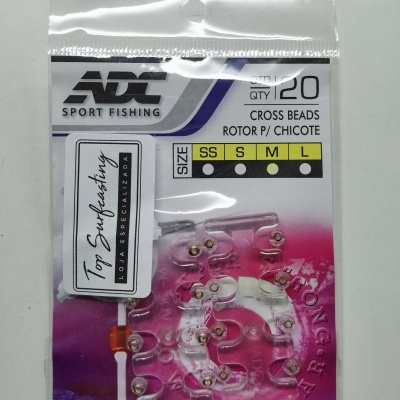 ADC
SPORT FISHING
QTD
QTY
20
CROSS BEADS
ROTOR P/ CHICOTE
SIZE
SS S M L
Top Surfcasting
LOJA ESPECIALIZADA